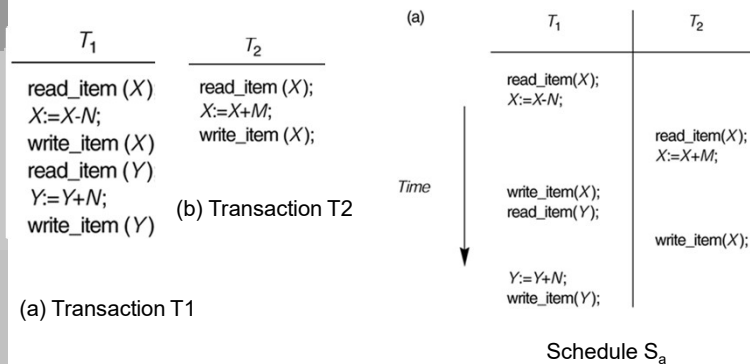 T1
read_item (X)
X:=X-N;
write_item (X)
read_item (Y)
Y:=Y+N;
write_item (Y)
(a) Transaction T1
T2
read_item (X);
X:=X+M;
write_item (X);
(b) Transaction T2
(a)
T1 T2
read_item(X);
X:=X-N;
read_item(X);
X:=X+M;
Time
write_item(X);
read_item(Y);
write_item(X);
Y:=Y+N;
write_item(Y);
Schedule Sa